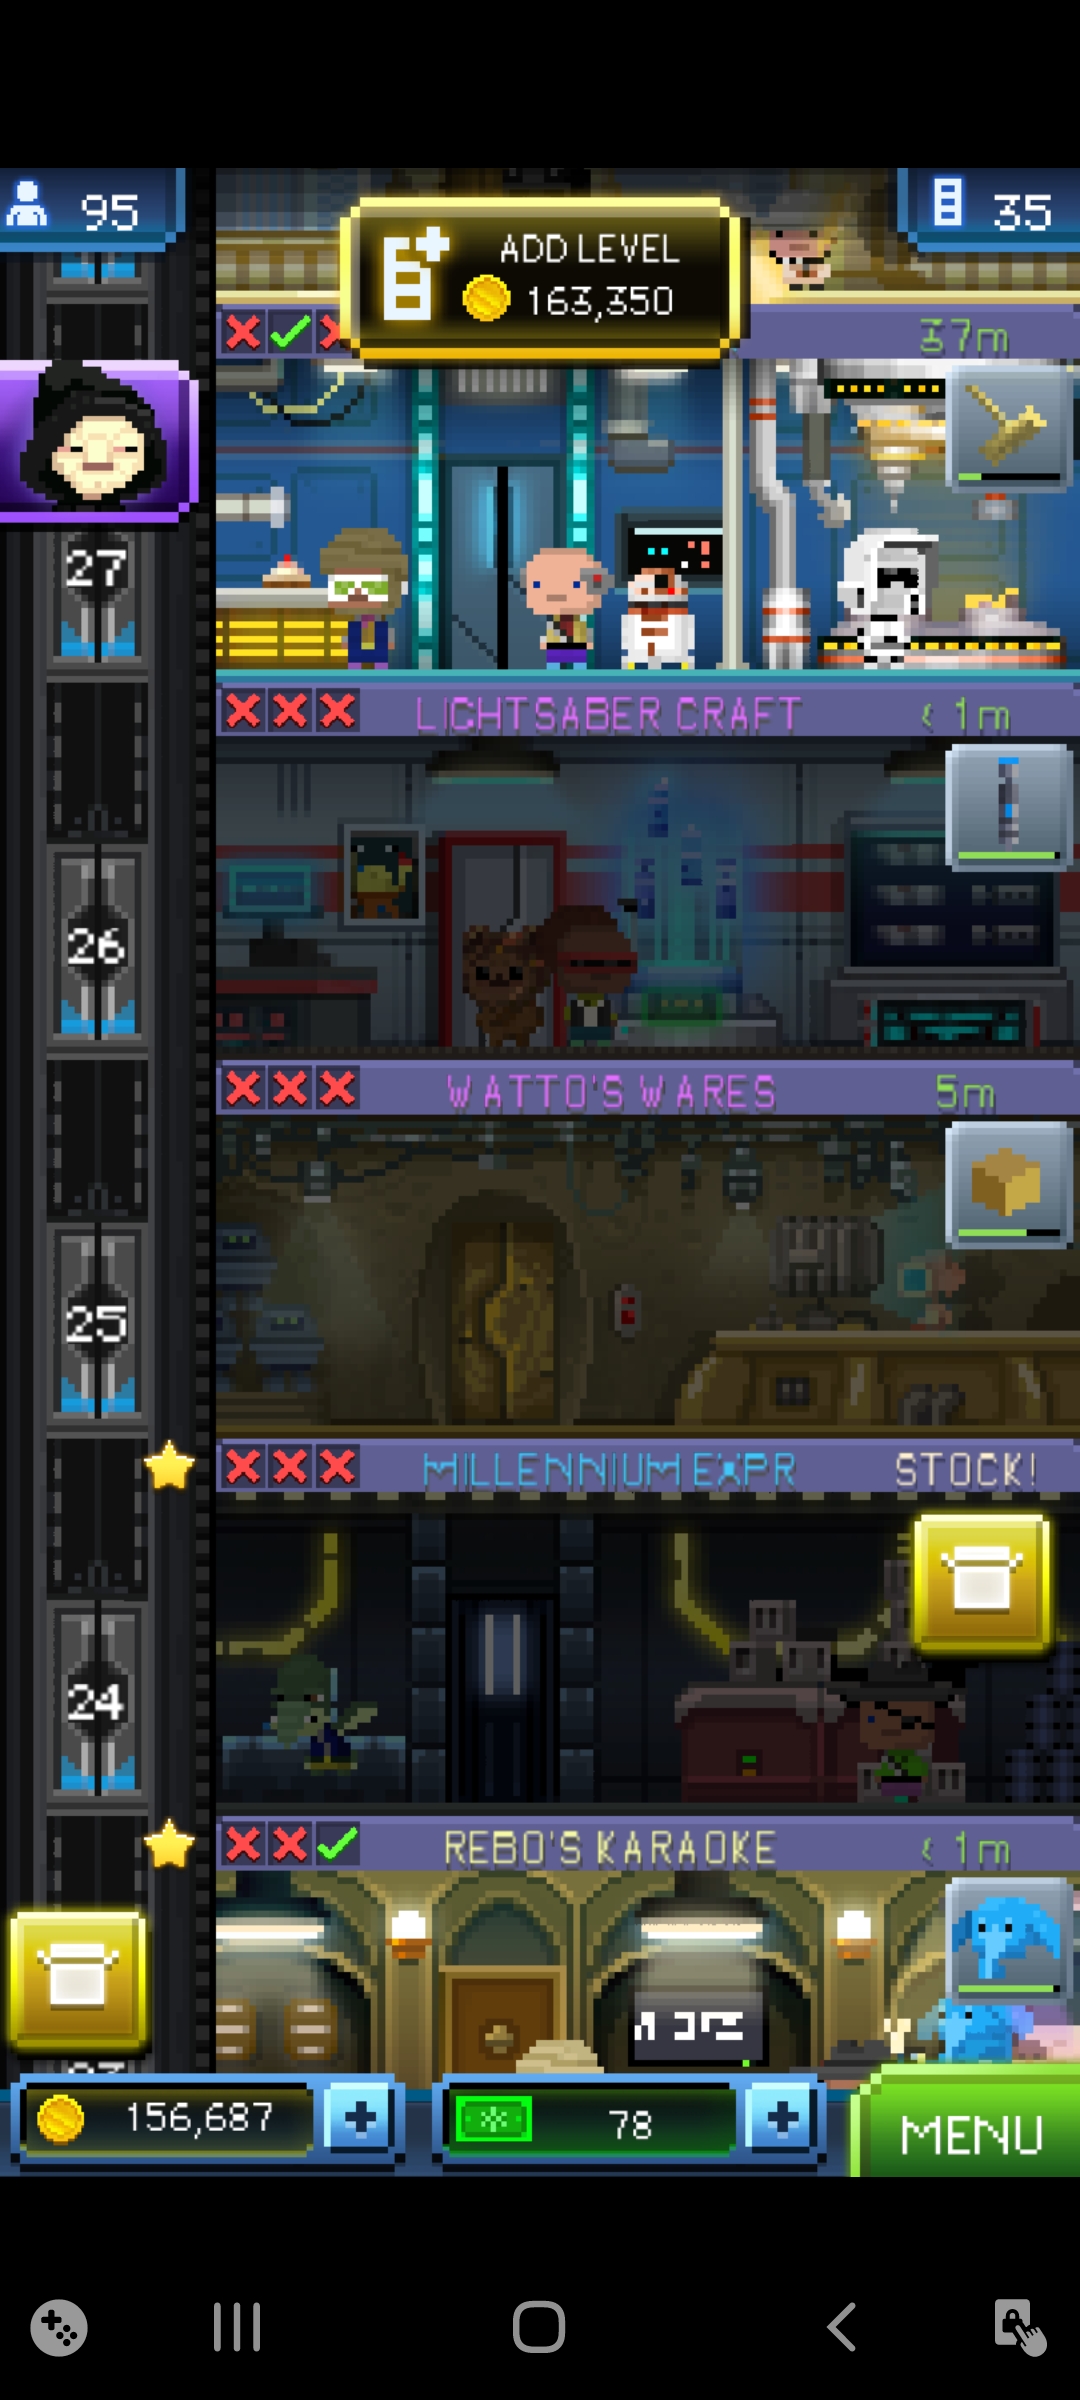 95
35
ADD LEVEL
163,350
37m
27
LIGHTSABER CRAFT < 1m
26
WATTO'S WARES 5m
25
MILLENNIUM EXPR STOCK!
24
REBO'S KARAOKE < 1m
156,687
78
MENU